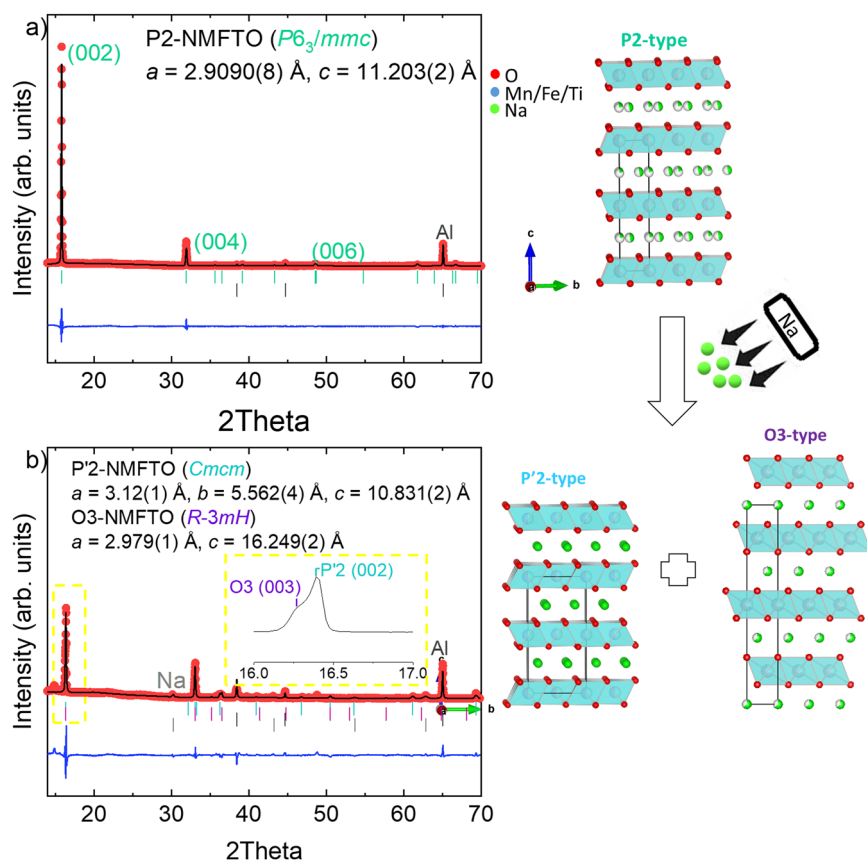 a)
P2-NMFTO (P6₃/mmc)
a = 2.9090(8) Å, c = 11.203(2) Å
(002)
(004)
(006)
Al
Intensity (arb. units)
20 30 40 50 60 70
2Theta
P2-type
O
Mn/Fe/Ti
Na
c
a
b
Na
b)
P'2-NMFTO (Cmcm)
a = 3.12(1) Å, b = 5.562(4) Å, c = 10.831(2) Å
O3-NMFTO (R-3mH)
a = 2.979(1) Å, c = 16.249(2) Å
P'2 (002)
O3 (003)
16.0 16.5 17.0
Na
Al
a
b
Intensity (arb. units)
20 30 40 50 60 70
2Theta
P'2-type
O3-type